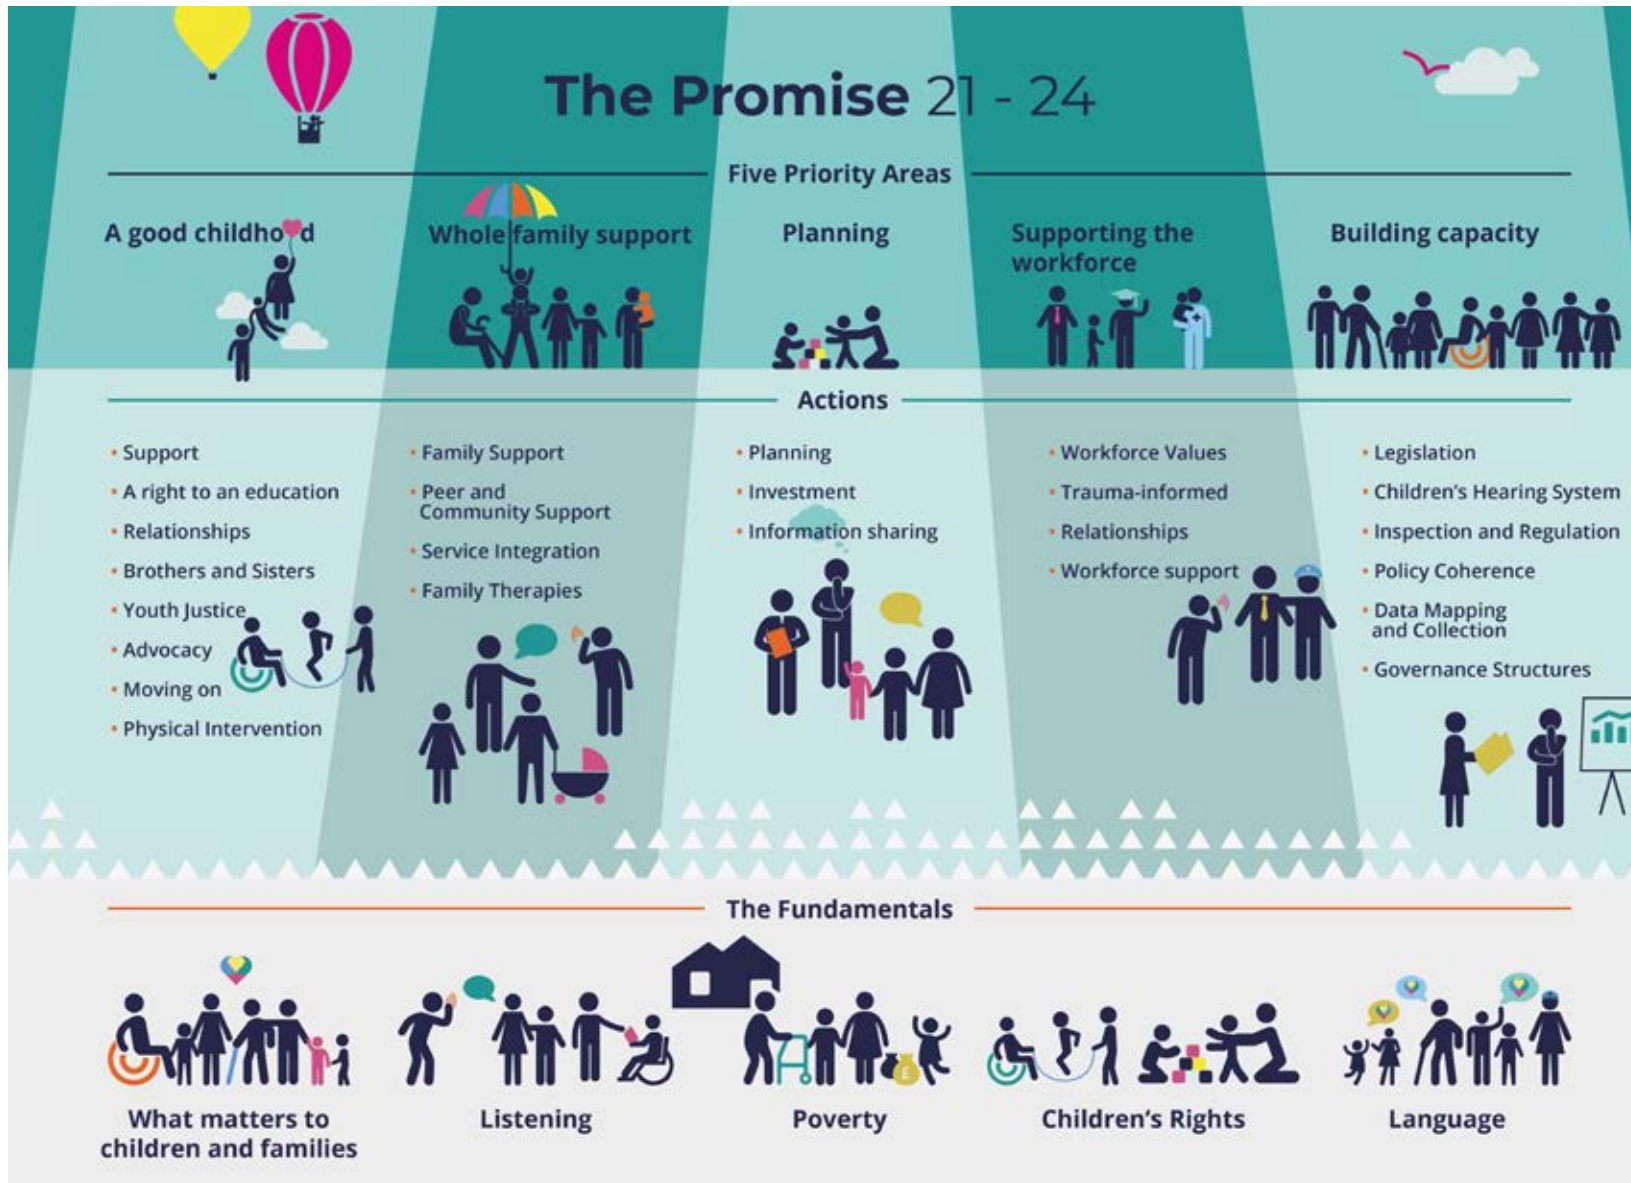 The Promise 21 - 24
Five Priority Areas
A good childhood
Whole family support
Planning
Supporting the
workforce
Building capacity
Actions
• Support
• A right to an education
• Relationships
• Brothers and Sisters
• Youth Justice
• Advocacy
• Moving on
• Physical Intervention
• Family Support
• Peer and
Community Support
• Service Integration
• Family Therapies
• Planning
• Investment
• Information sharing
• Workforce Values
• Trauma-informed
• Relationships
• Workforce support
• Legislation
• Children's Hearing System
• Inspection and Regulation
• Policy Coherence
• Data Mapping
and Collection
• Governance Structures
The Fundamentals
£
What matters to
children and families
Listening
Poverty
Children's Rights
Language